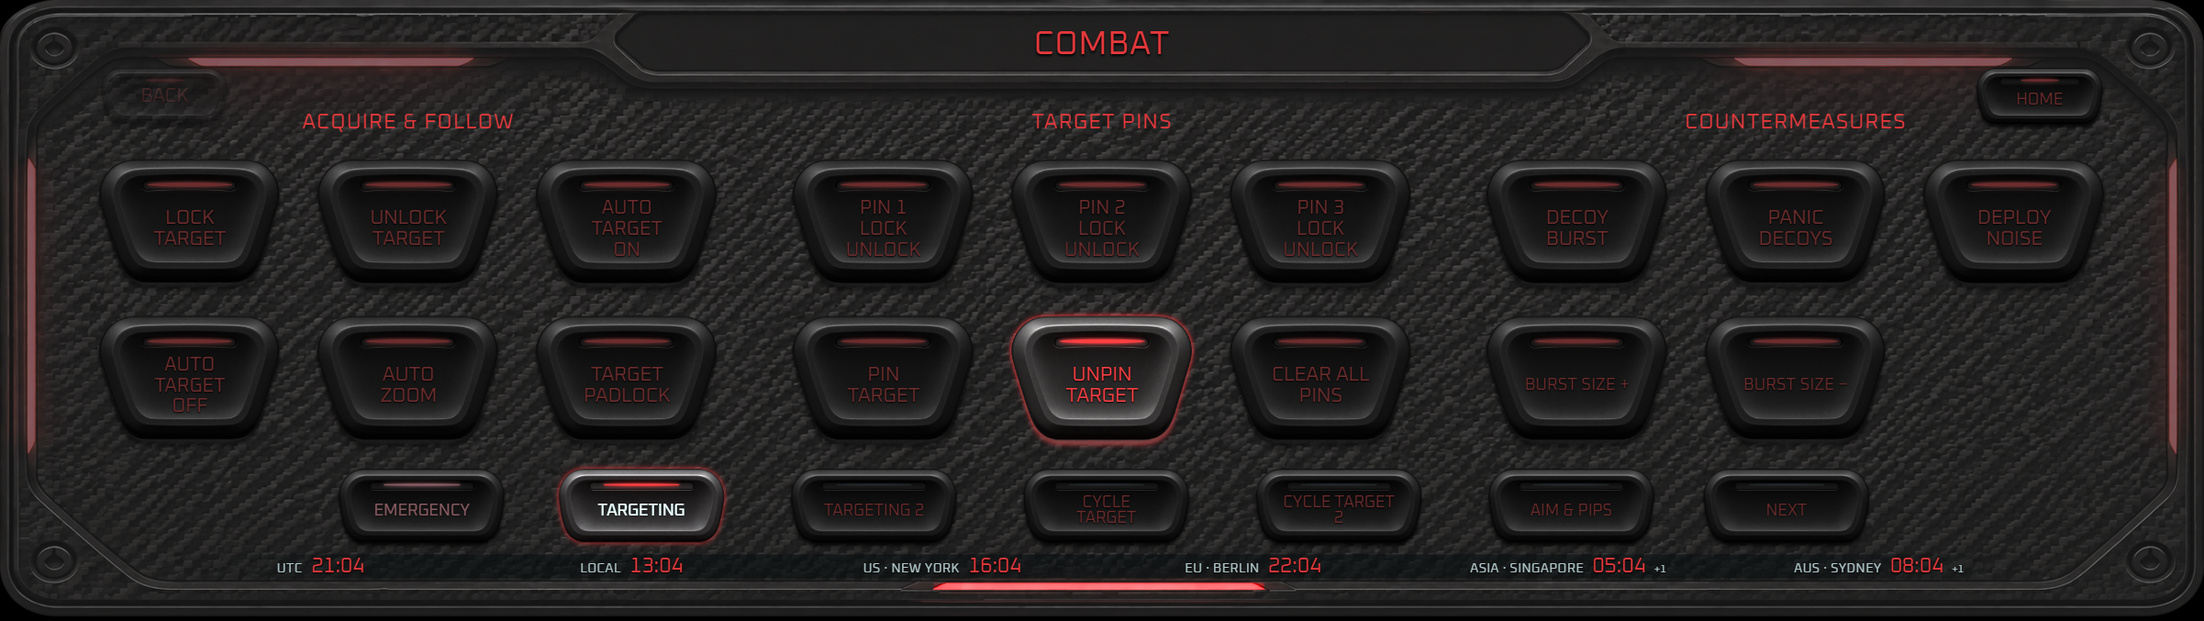 COMBAT
BACK
HOME
ACQUIRE & FOLLOW
TARGET PINS
COUNTERMEASURES
LOCK
TARGET
UNLOCK
TARGET
AUTO
TARGET
ON
PIN 1
LOCK
UNLOCK
PIN 2
LOCK
UNLOCK
PIN 3
LOCK
UNLOCK
DECOY
BURST
PANIC
DECOYS
DEPLOY
NOISE
AUTO
TARGET
OFF
AUTO
ZOOM
TARGET
PADLOCK
PIN
TARGET
UNPIN
TARGET
CLEAR ALL
PINS
BURST SIZE +
BURST SIZE −
EMERGENCY
TARGETING
TARGETING 2
CYCLE
TARGET
CYCLE TARGET
2
AIM & PIPS
NEXT
UTC 21:04
LOCAL 13:04
US · NEW YORK 16:04
EU · BERLIN 22:04
ASIA · SINGAPORE 05:04 +1
AUS · SYDNEY 08:04 +1